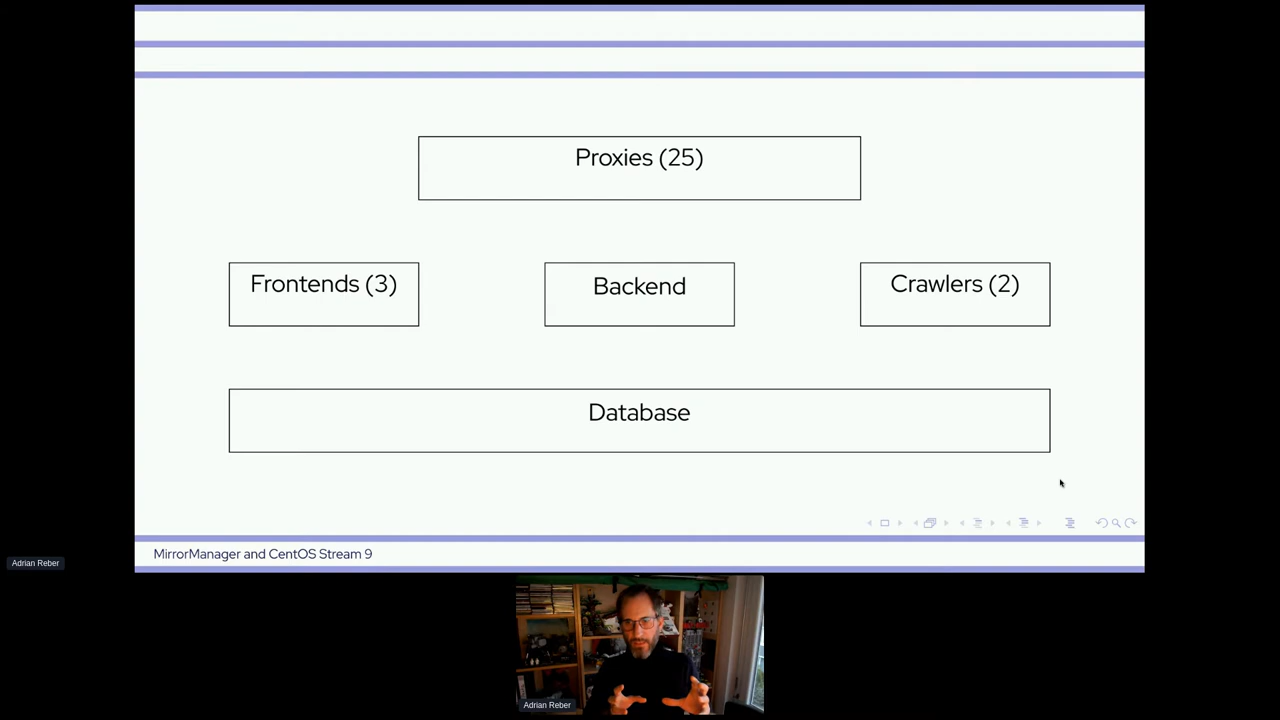 Proxies (25)
Frontends (3)
Backend
Crawlers (2)
Database
MirrorManager and CentOS Stream 9
Adrian Reber
Adrian Reber